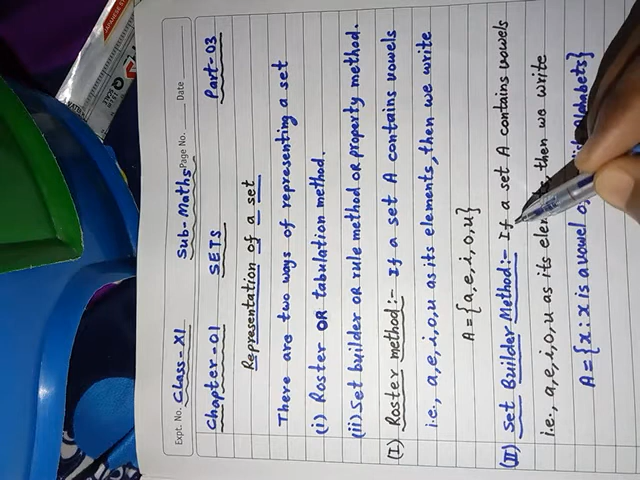 Expt. No. Class-XI Sub-Maths Page No. Date
Chapter-01 SETS Part-03
Representation of a set
There are two ways of representing a set
(i) Roster OR tabulation method.
(ii) Set builder or rule method or property method.
(I) Roster method:- If a set A contains vowels
i.e., a,e,i,o,u as its elements, then we write
A={a,e,i,o,u}
(II) Set Builder Method:- If a set A contains vowels
i.e., a,e,i,o,u as its then we write
A={x:x is a vowel alphabets}